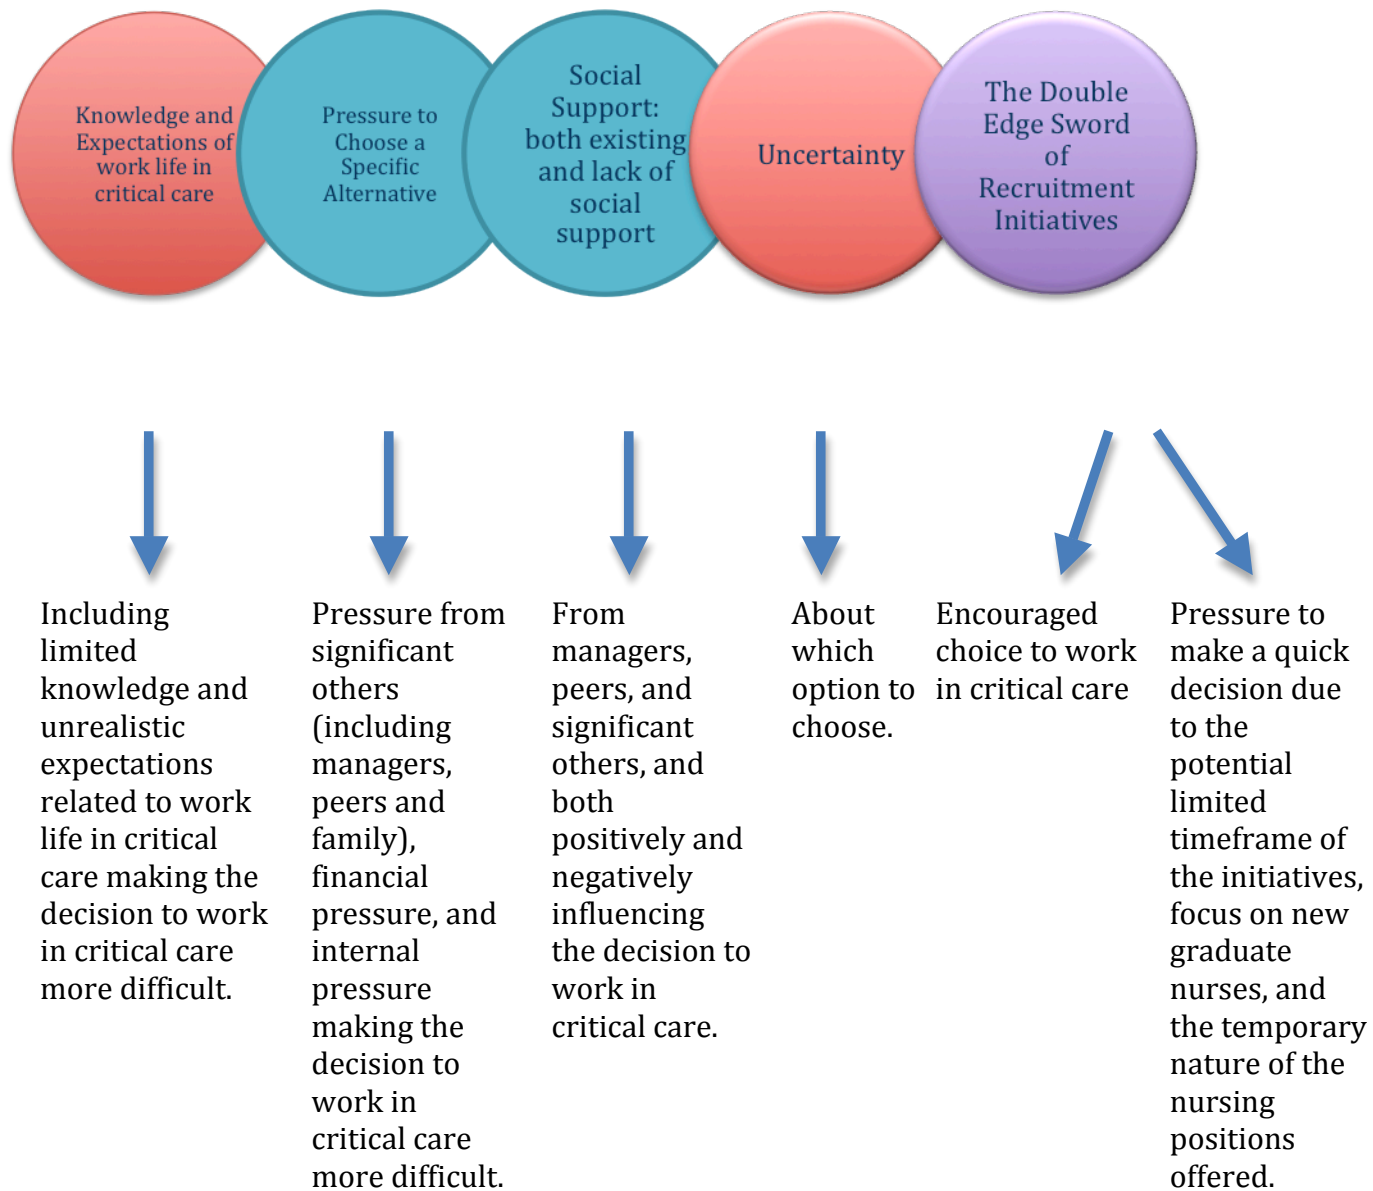 Knowledge and
Expectations of
work life in
critical care
Pressure to
Choose a
Specific
Alternative
Social
Support:
both existing
and lack of
social
support
Uncertainty
The Double
Edge Sword
of
Recruitment
Initiatives
Including
limited
knowledge and
unrealistic
expectations
related to work
life in critical
care making the
decision to work
in critical care
more difficult.
Pressure from
significant
others
(including
managers,
peers and
family),
financial
pressure, and
internal
pressure
making the
decision to
work in
critical care
more difficult.
From
managers,
peers, and
significant
others, and
both
positively and
negatively
influencing
the decision to
work in
critical care.
About
which
option to
choose.
Encouraged
choice to work
in critical care
Pressure to
make a quick
decision due
to the
potential
limited
timeframe of
the initiatives,
focus on new
graduate
nurses, and
the temporary
nature of the
nursing
positions
offered.